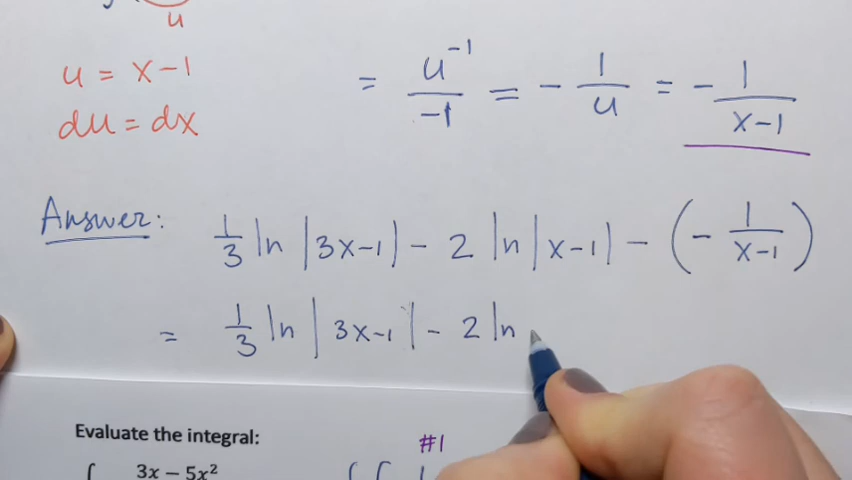 u
u = x-1
du = dx
= u⁻¹/-1 = - 1/u = - 1/x-1
Answer: 1/3 ln |3x-1| - 2 ln |x-1| - (- 1/x-1)
= 1/3 ln |3x-1| - 2 ln
Evaluate the integral:
#1
∫ 3x – 5x²